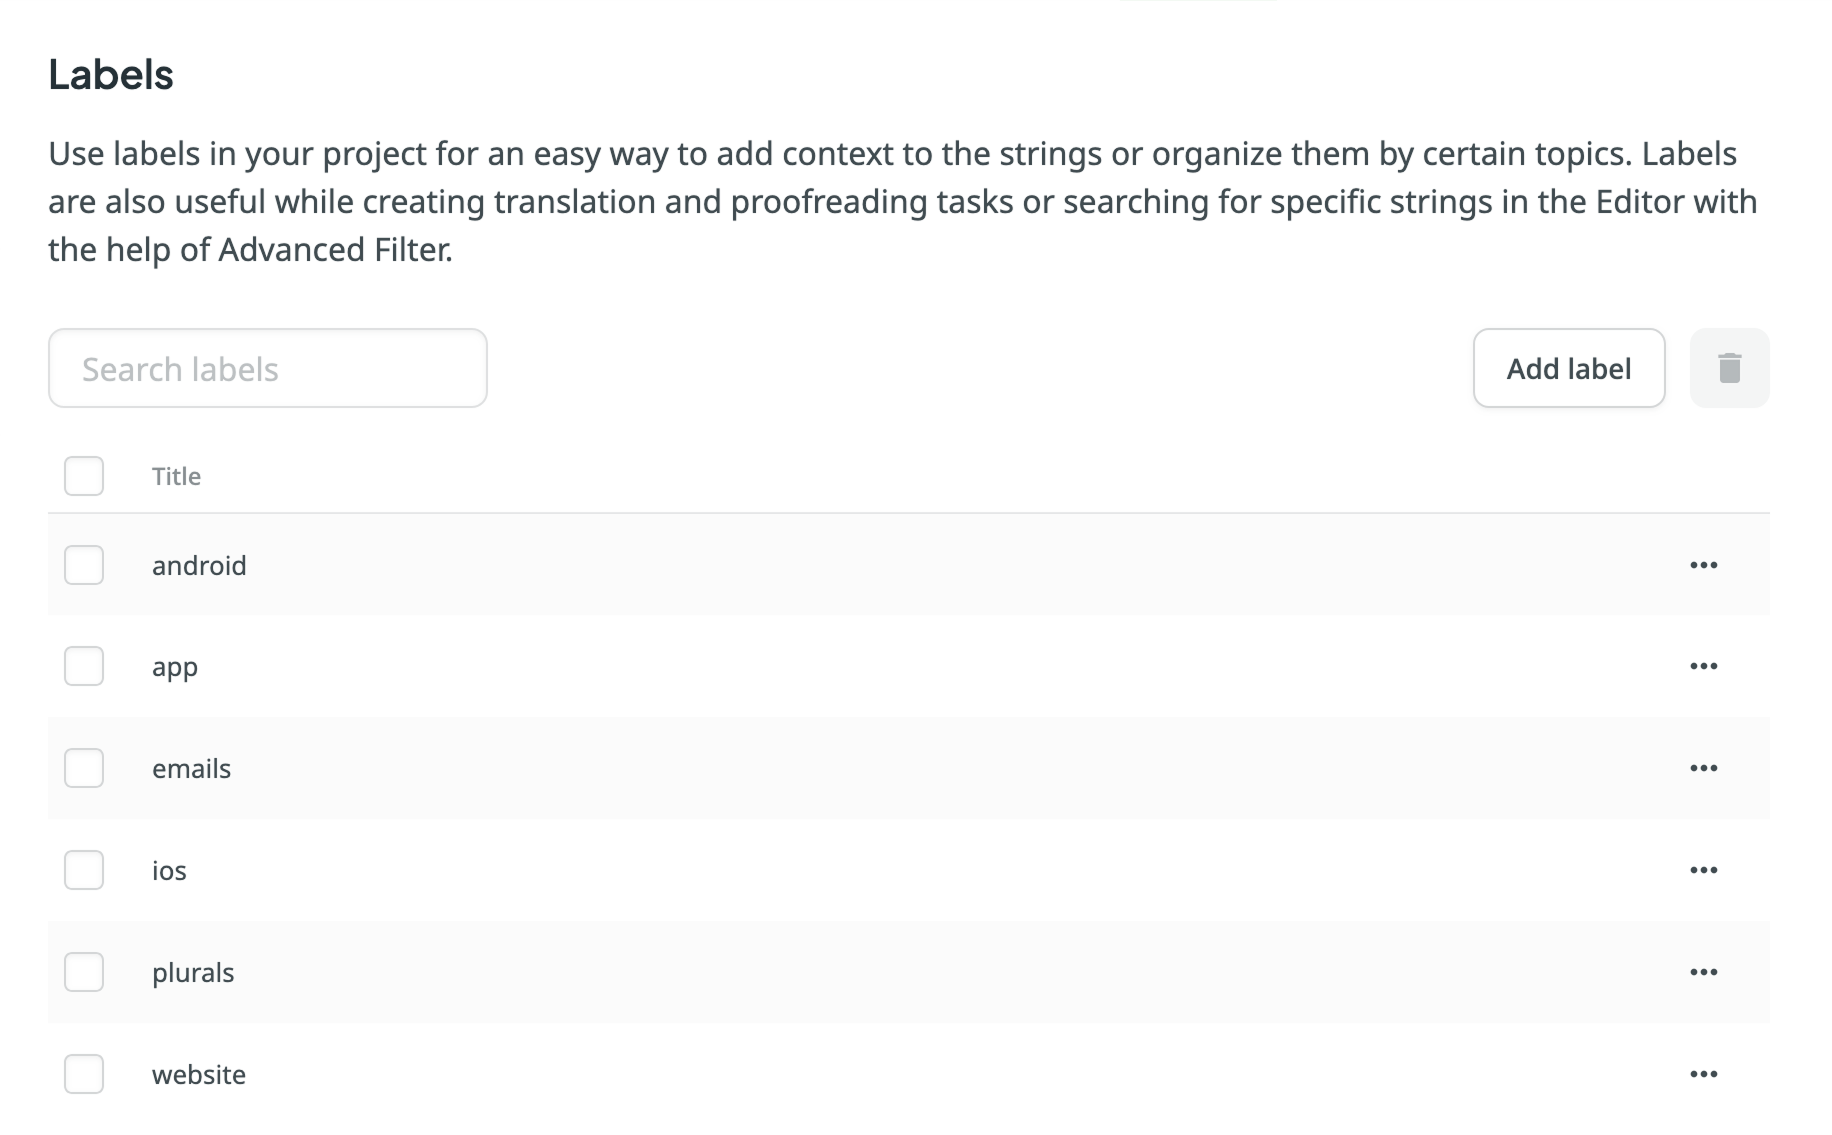 Labels
Use labels in your project for an easy way to add context to the strings or organize them by certain topics. Labels
are also useful while creating translation and proofreading tasks or searching for specific strings in the Editor with
the help of Advanced Filter.
Search labels
Add label
Title
android
app
emails
ios
plurals
website